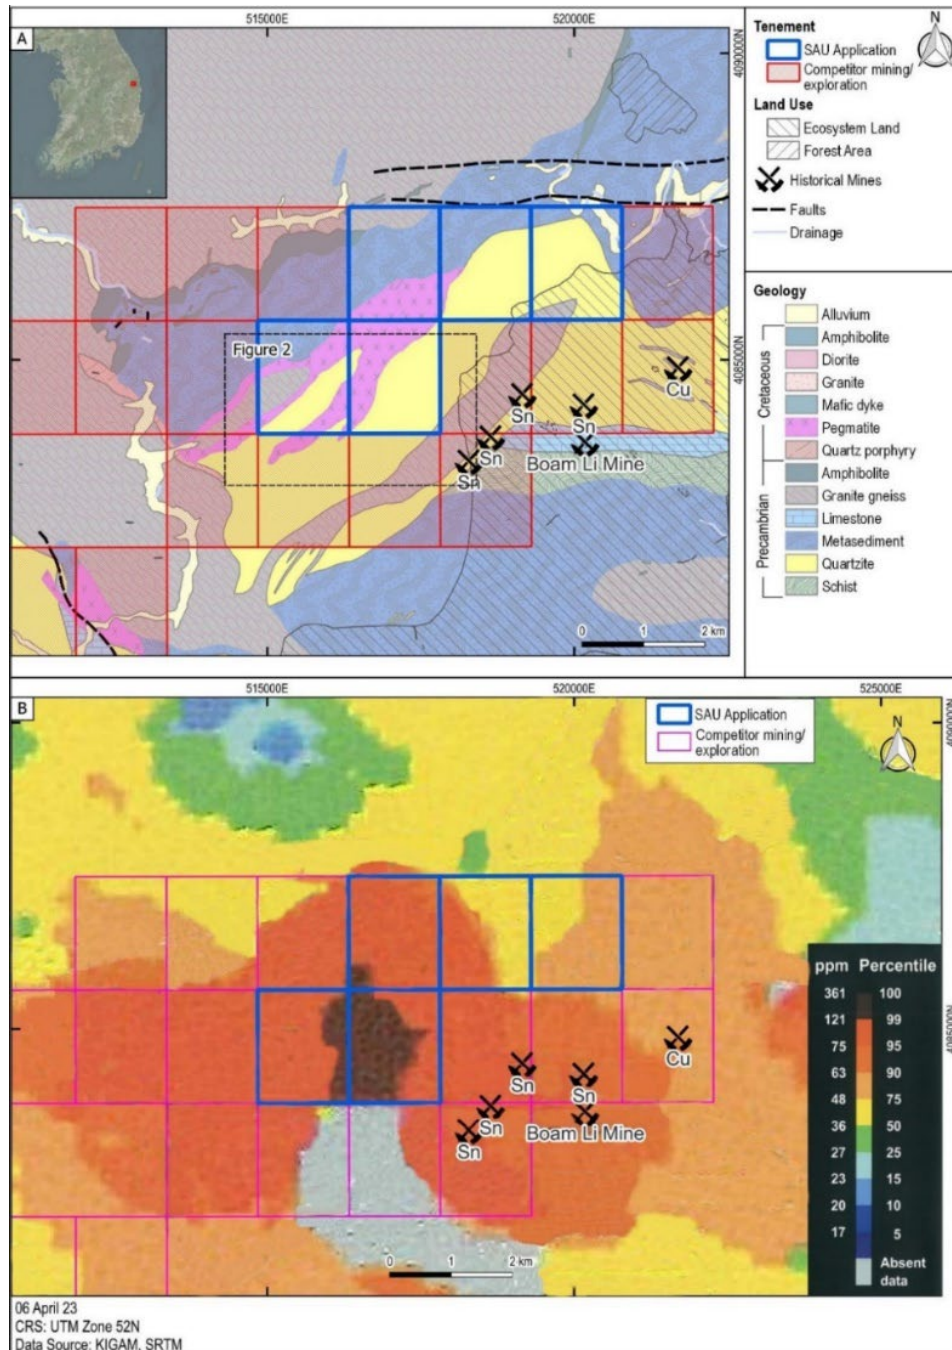 515000E
520000E
A
4090000N
4085000N
Figure 2
Sn
Sn
Cu
Sn
Sn
Boam Li Mine
0
1
2 km
Tenement
N
SAU Application
Competitor mining/
exploration
Land Use
Ecosystem Land
Forest Area
Historical Mines
Faults
Drainage
Geology
Cretaceous
Precambrian
Alluvium
Amphibolite
Diorite
Granite
Mafic dyke
Pegmatite
Quartz porphyry
Amphibolite
Granite gneiss
Limestone
Metasediment
Quartzite
Schist
515000E
520000E
525000E
B
SAU Application
Competitor mining/
exploration
N
Sn
Sn
Cu
Sn
Sn
Boam Li Mine
0
1
2 km
ppm Percentile
361 100
121 99
75 95
63 90
48 75
36 50
27 25
23 15
20 10
17 5
Absent
data
06 April 23
CRS: UTM Zone 52N
Data Source: KIGAM, SRTM